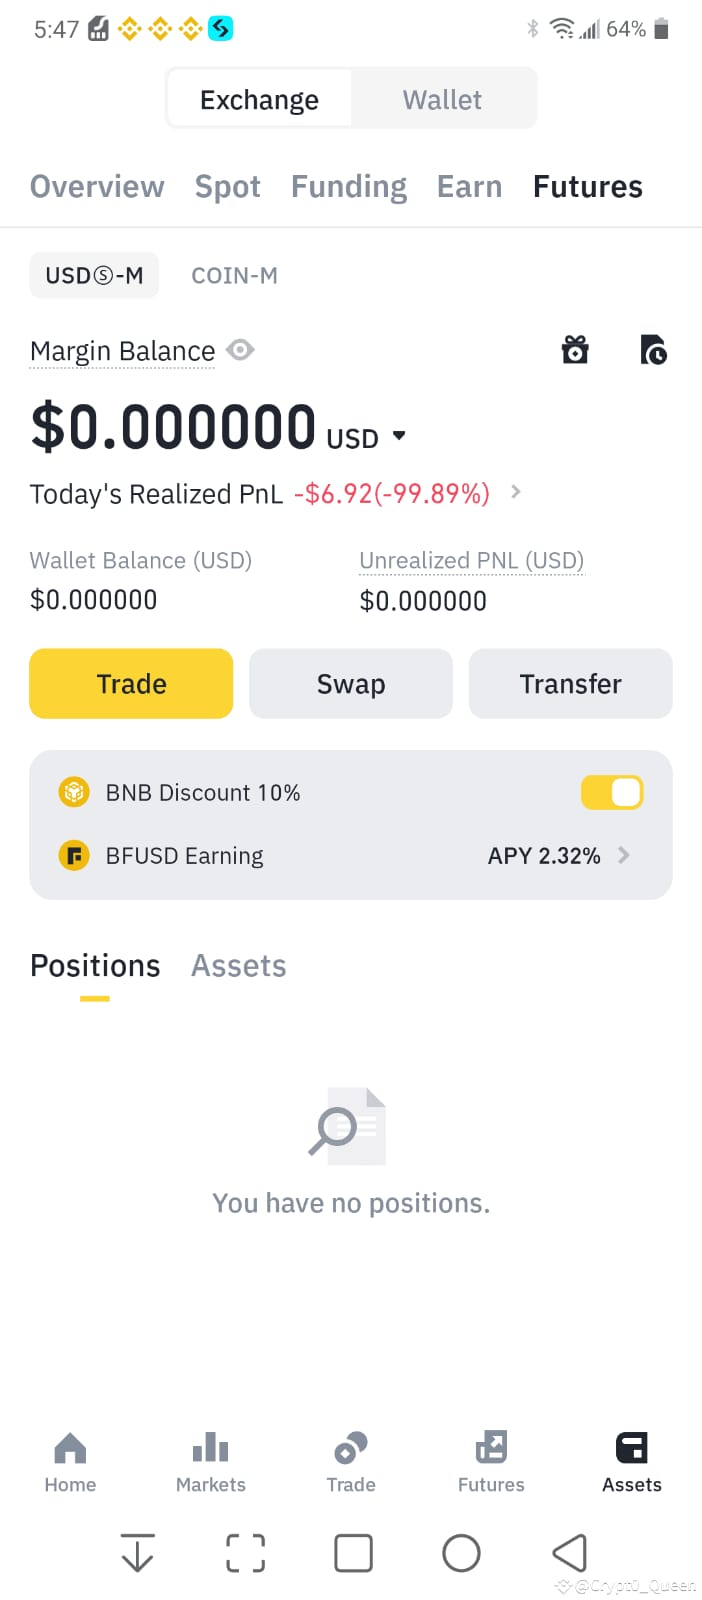 5:47 64%
Exchange Wallet
Overview Spot Funding Earn Futures
USDⓈ-M COIN-M
Margin Balance
$0.000000 USD
Today's Realized PnL -$6.92(-99.89%)
Wallet Balance (USD) Unrealized PNL (USD)
$0.000000 $0.000000
Trade Swap Transfer
BNB Discount 10%
BFUSD Earning APY 2.32%
Positions Assets
You have no positions.
Home Markets Trade Futures Assets
@Crypt0_Queen